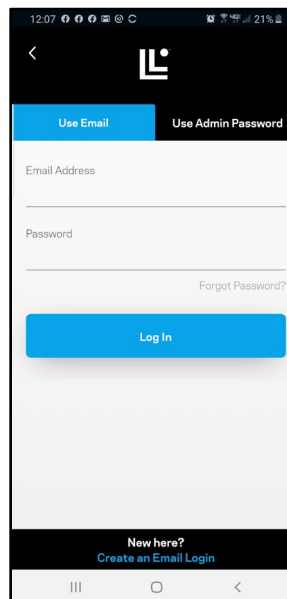 12:07 21%
Use Email Use Admin Password
Email Address
Password
Forgot Password?
Log In
New here?
Create an Email Login